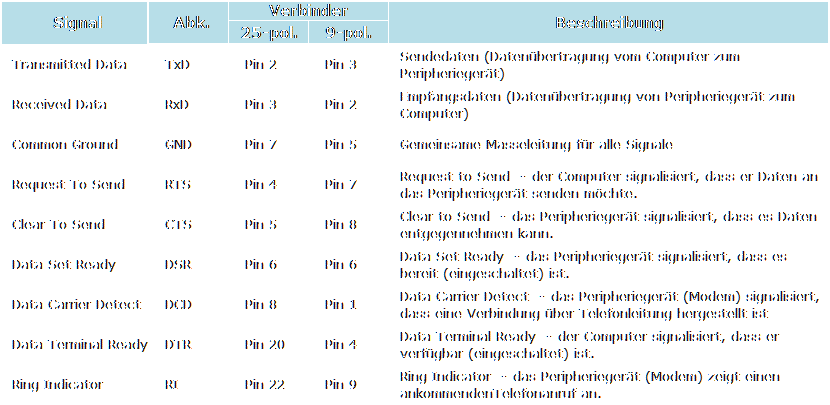 Signal Abk. Verbinder Beschreibung
25- pol. 9- pol.
Transmitted Data TxD Pin 2 Pin 3 Sendedaten (Datenübertragung vom Computer zum
Peripheriegerät)
Received Data RxD Pin 3 Pin 2 Empfangsdaten (Datenübertragung von Peripheriegerät zum
Computer)
Common Ground GND Pin 7 Pin 5 Gemeinsame Masseleitung für alle Signale
Request To Send RTS Pin 4 Pin 7 Request to Send - der Computer signalisiert, dass er Daten an
das Peripheriegerät senden möchte.
Clear To Send CTS Pin 5 Pin 8 Clear to Send - das Peripheriegerät signalisiert, dass es Daten
entgegennehmen kann.
Data Set Ready DSR Pin 6 Pin 6 Data Set Ready - das Peripheriegerät signalisiert, dass es
bereit (eingeschaltet) ist.
Data Carrier Detect DCD Pin 8 Pin 1 Data Carrier Detect - das Peripheriegerät (Modem) signalisiert,
dass eine Verbindung über Telefonleitung hergestellt ist
Data Terminal Ready DTR Pin 20 Pin 4 Data Terminal Ready - der Computer signalisiert, dass er
verfügbar (eingeschaltet) ist.
Ring Indicator RI Pin 22 Pin 9 Ring Indicator - das Peripheriegerät (Modem) zeigt einen
ankommendenTelefonanruf an.